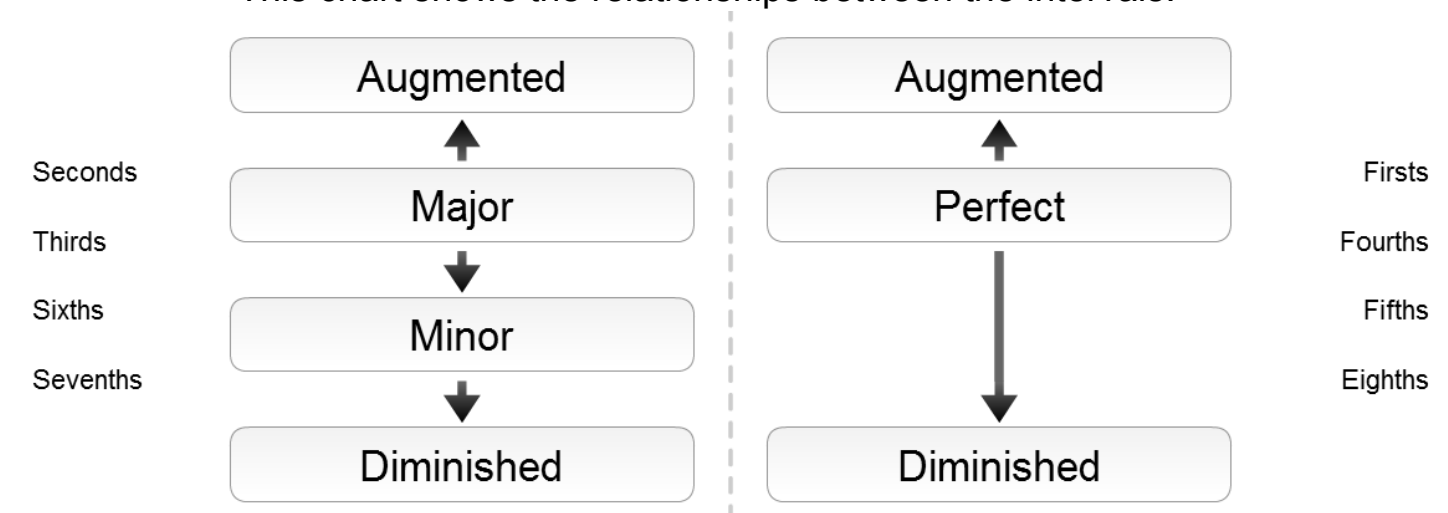 This chart shows the relationships between the intervals.
Augmented
Seconds
Major
Thirds
Sixths
Minor
Sevenths
Diminished
Augmented
Firsts
Perfect
Fourths
Fifths
Eighths
Diminished